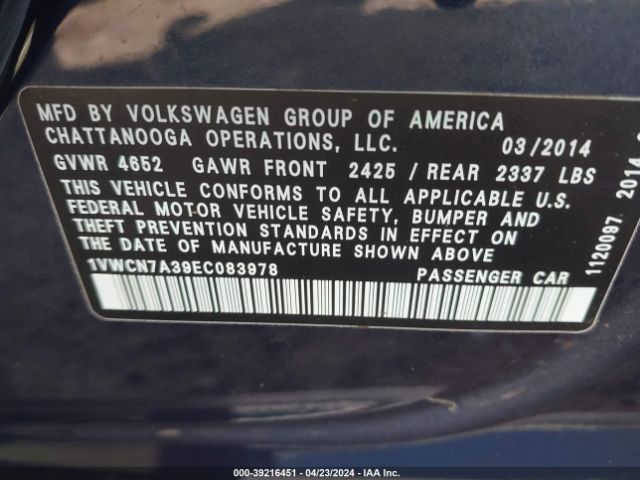 MFD BY VOLKSWAGEN GROUP OF AMERICA
CHATTANOOGA OPERATIONS, LLC. 03/2014
GVWR 4652 GAWR FRONT 2425 / REAR 2337 LBS
THIS VEHICLE CONFORMS TO ALL APPLICABLE U.S.
FEDERAL MOTOR VEHICLE SAFETY, BUMPER AND
THEFT PREVENTION STANDARDS IN EFFECT ON
THE DATE OF MANUFACTURE SHOWN ABOVE.
1VWCN7A39EC083978 PASSENGER CAR
1120097 2014
000-39216451 - 04/23/2024 - IAA Inc.